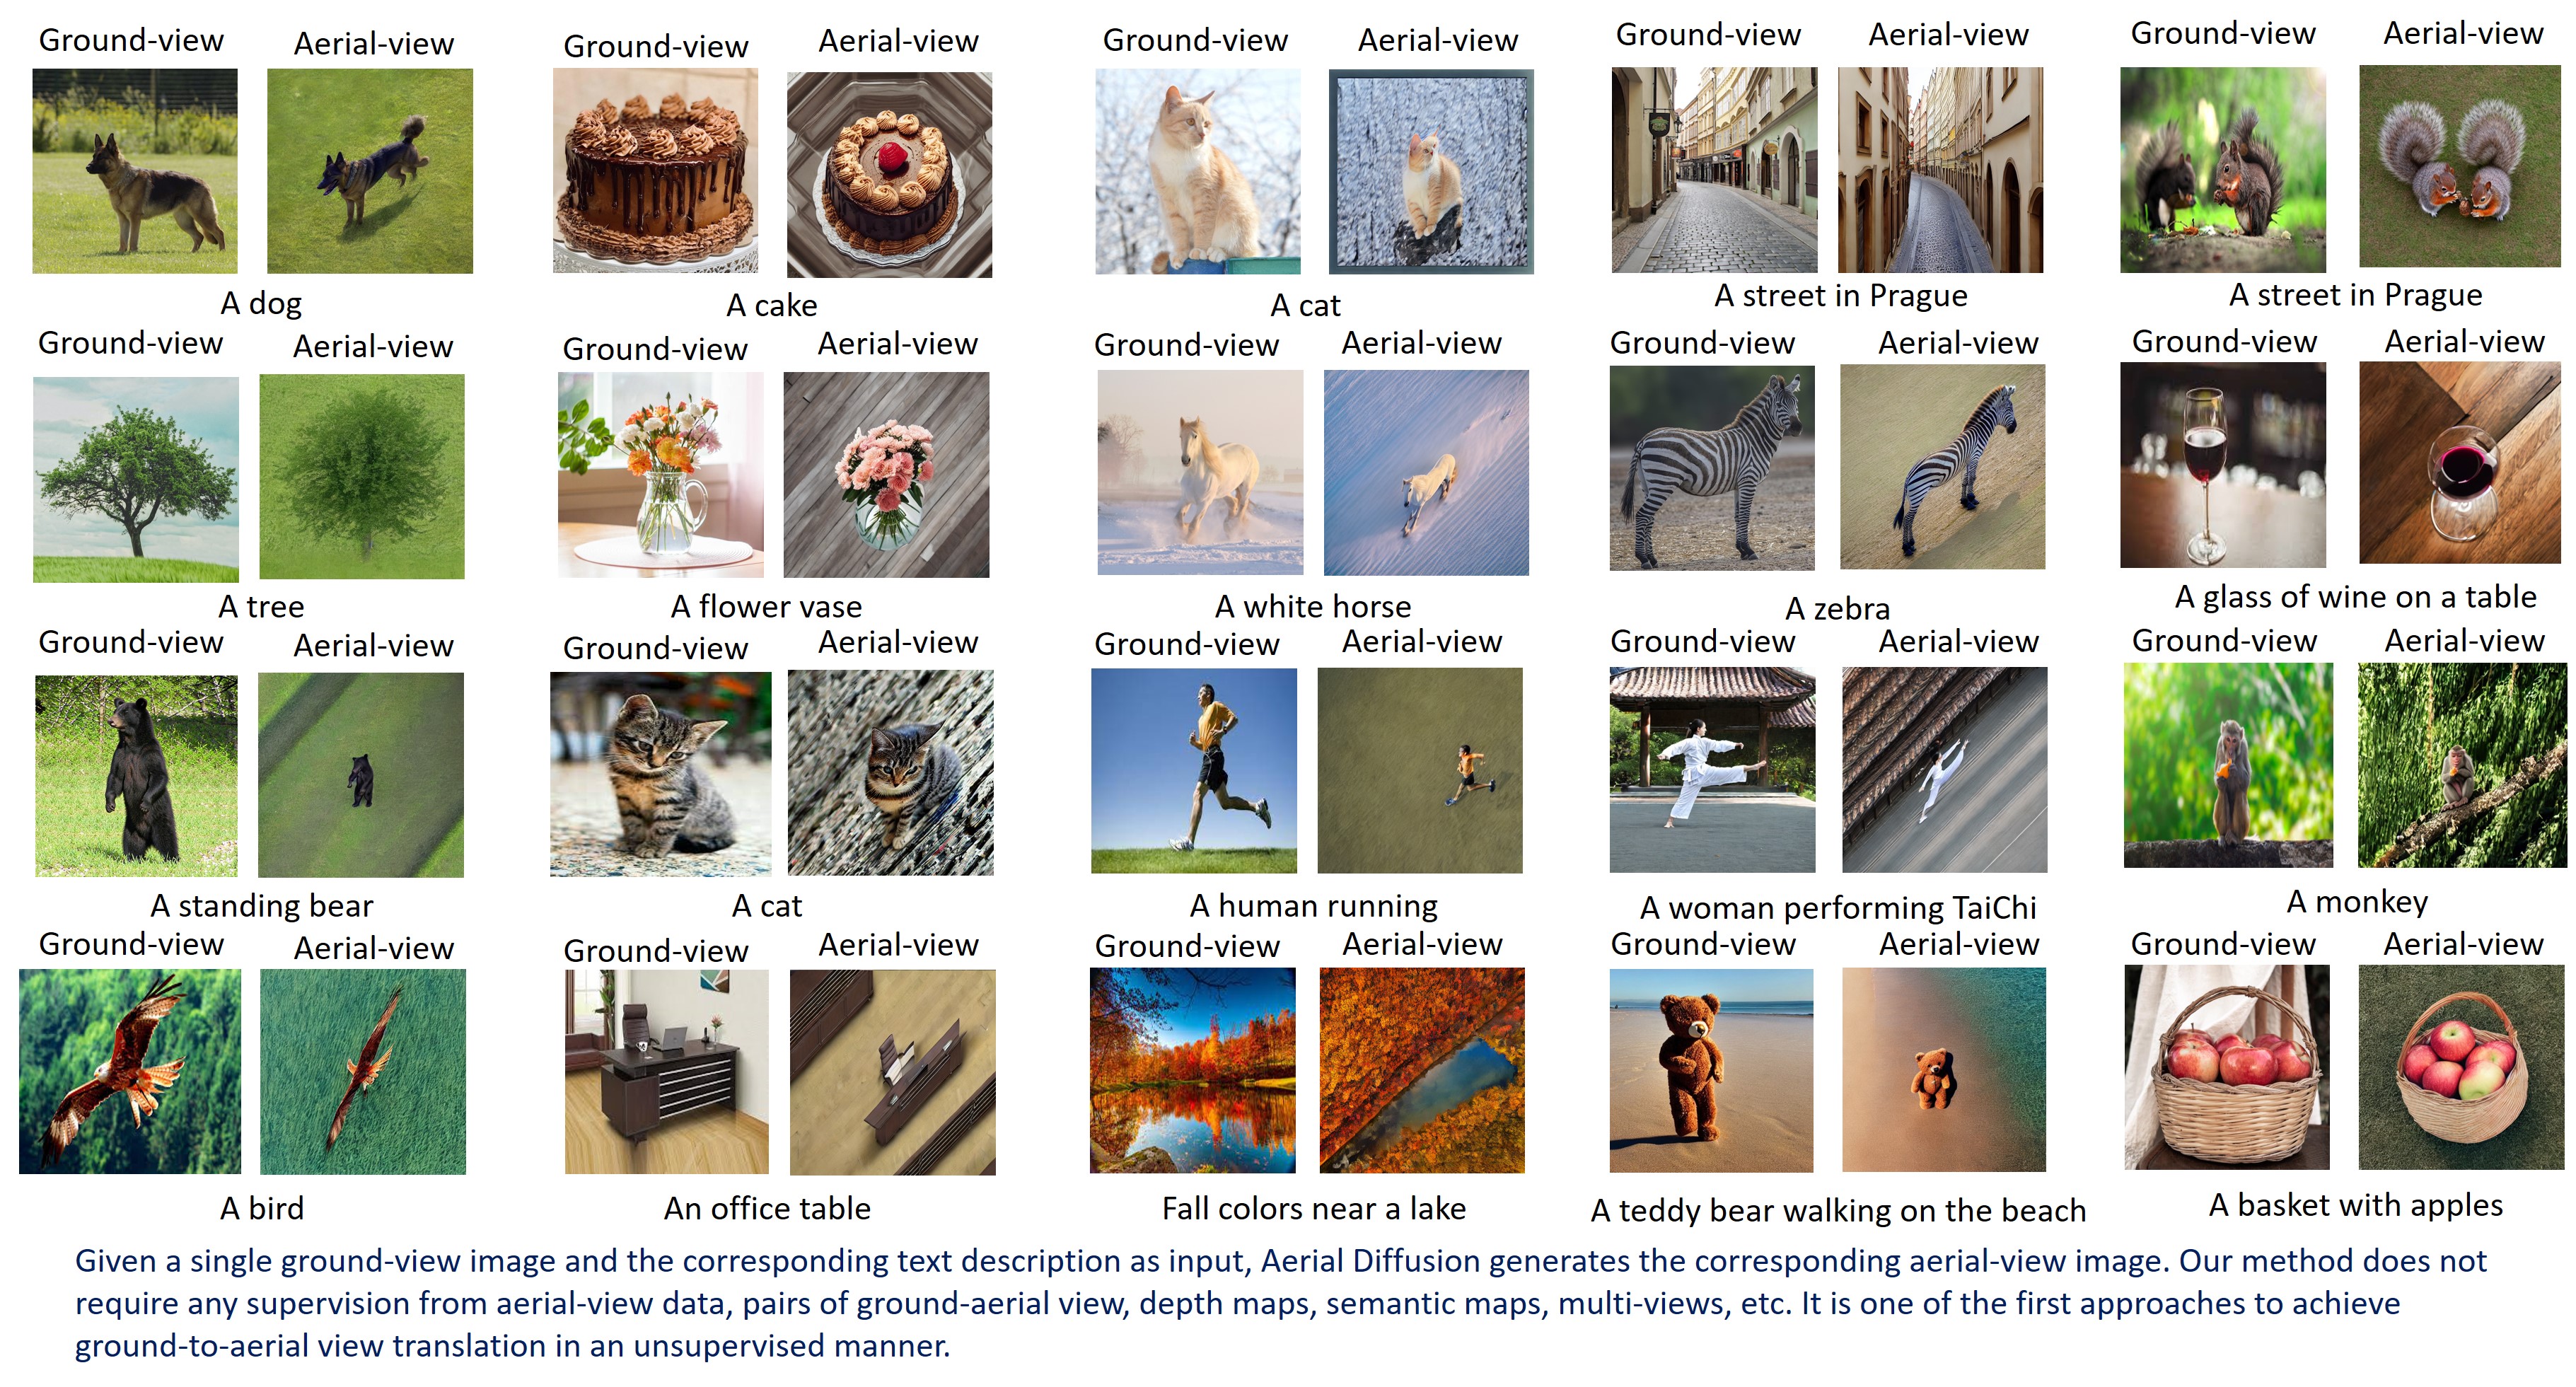 Ground-view Aerial-view Ground-view Aerial-view Ground-view Aerial-view Ground-view Aerial-view Ground-view Aerial-view
A dog A cake A cat A street in Prague A street in Prague
Ground-view Aerial-view Ground-view Aerial-view Ground-view Aerial-view Ground-view Aerial-view Ground-view Aerial-view
A tree A flower vase A white horse A zebra A glass of wine on a table
Ground-view Aerial-view Ground-view Aerial-view Ground-view Aerial-view Ground-view Aerial-view Ground-view Aerial-view
A standing bear A cat A human running A woman performing TaiChi A monkey
Ground-view Aerial-view Ground-view Aerial-view Ground-view Aerial-view Ground-view Aerial-view Ground-view Aerial-view
A bird An office table Fall colors near a lake A teddy bear walking on the beach A basket with apples
Given a single ground-view image and the corresponding text description as input, Aerial Diffusion generates the corresponding aerial-view image. Our method does not
require any supervision from aerial-view data, pairs of ground-aerial view, depth maps, semantic maps, multi-views, etc. It is one of the first approaches to achieve
ground-to-aerial view translation in an unsupervised manner.